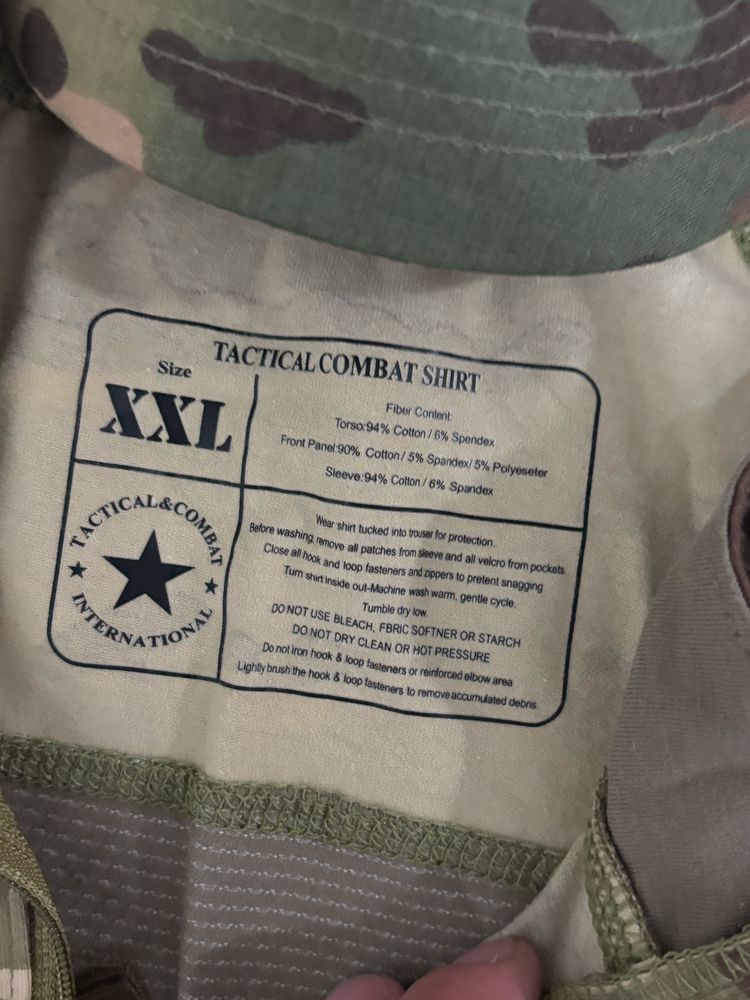 TACTICAL COMBAT SHIRT
Size
XXL
Fiber Content:
Torso:94% Cotton / 6% Spendex
Front Panel:90% Cotton / 5% Spandex/ 5% Polyeseter
Sleeve:94% Cotton / 6% Spandex
TACTICAL&COMBAT
INTERNATIONAL
Wear shirt tucked into trouser for protection.
Before washing, remove all patches from sleeve and all velcro from pockets.
Close all hook and loop fasteners and zippers to pretent snagging
Turn shirt inside out-Machine wash warm, gentle cycle.
Tumble dry low.
DO NOT USE BLEACH, FBRIC SOFTNER OR STARCH
DO NOT DRY CLEAN OR HOT PRESSURE
Do not iron hook & loop fasteners or reinforced elbow area
Lightly brush the hook & loop fasteners to remove accumulated debris.